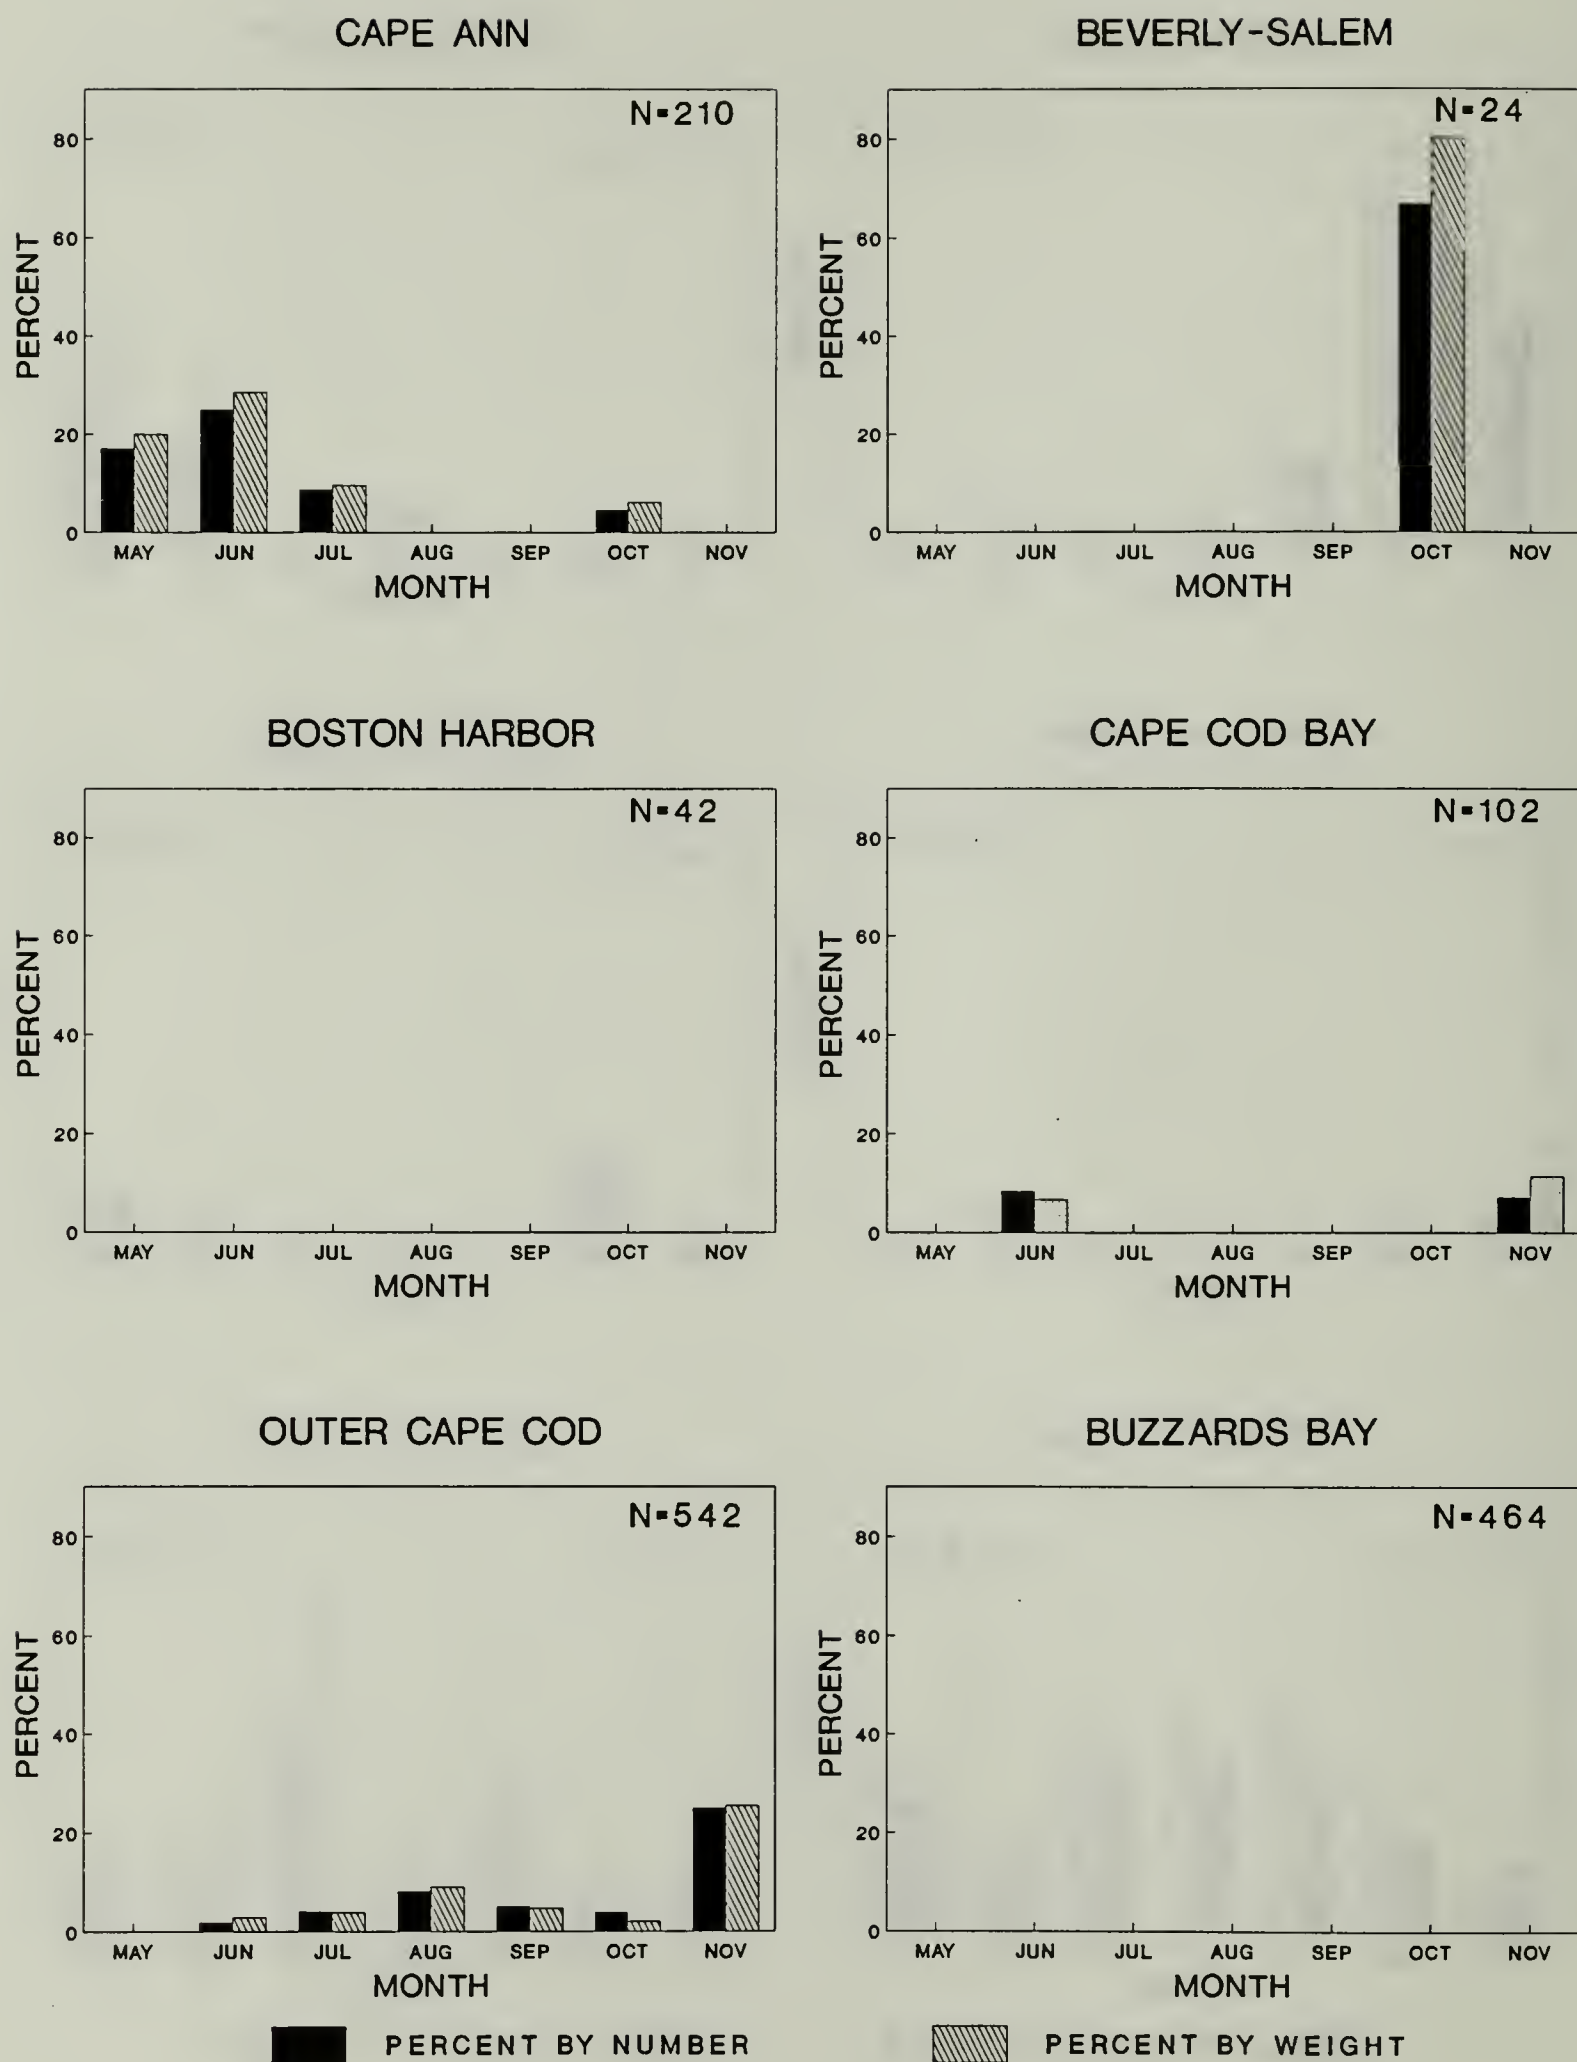 CAPE ANN
N=210
PERCENT
80
60
40
20
0
MAY JUN JUL AUG SEP OCT NOV
MONTH
BEVERLY-SALEM
N=24
PERCENT
80
60
40
20
0
MAY JUN JUL AUG SEP OCT NOV
MONTH
BOSTON HARBOR
N=42
PERCENT
80
60
40
20
0
MAY JUN JUL AUG SEP OCT NOV
MONTH
CAPE COD BAY
N=102
PERCENT
80
60
40
20
0
MAY JUN JUL AUG SEP OCT NOV
MONTH
OUTER CAPE COD
N=542
PERCENT
80
60
40
20
0
MAY JUN JUL AUG SEP OCT NOV
MONTH
BUZZARDS BAY
N=464
PERCENT
80
60
40
20
0
MAY JUN JUL AUG SEP OCT NOV
MONTH
PERCENT BY NUMBER
PERCENT BY WEIGHT